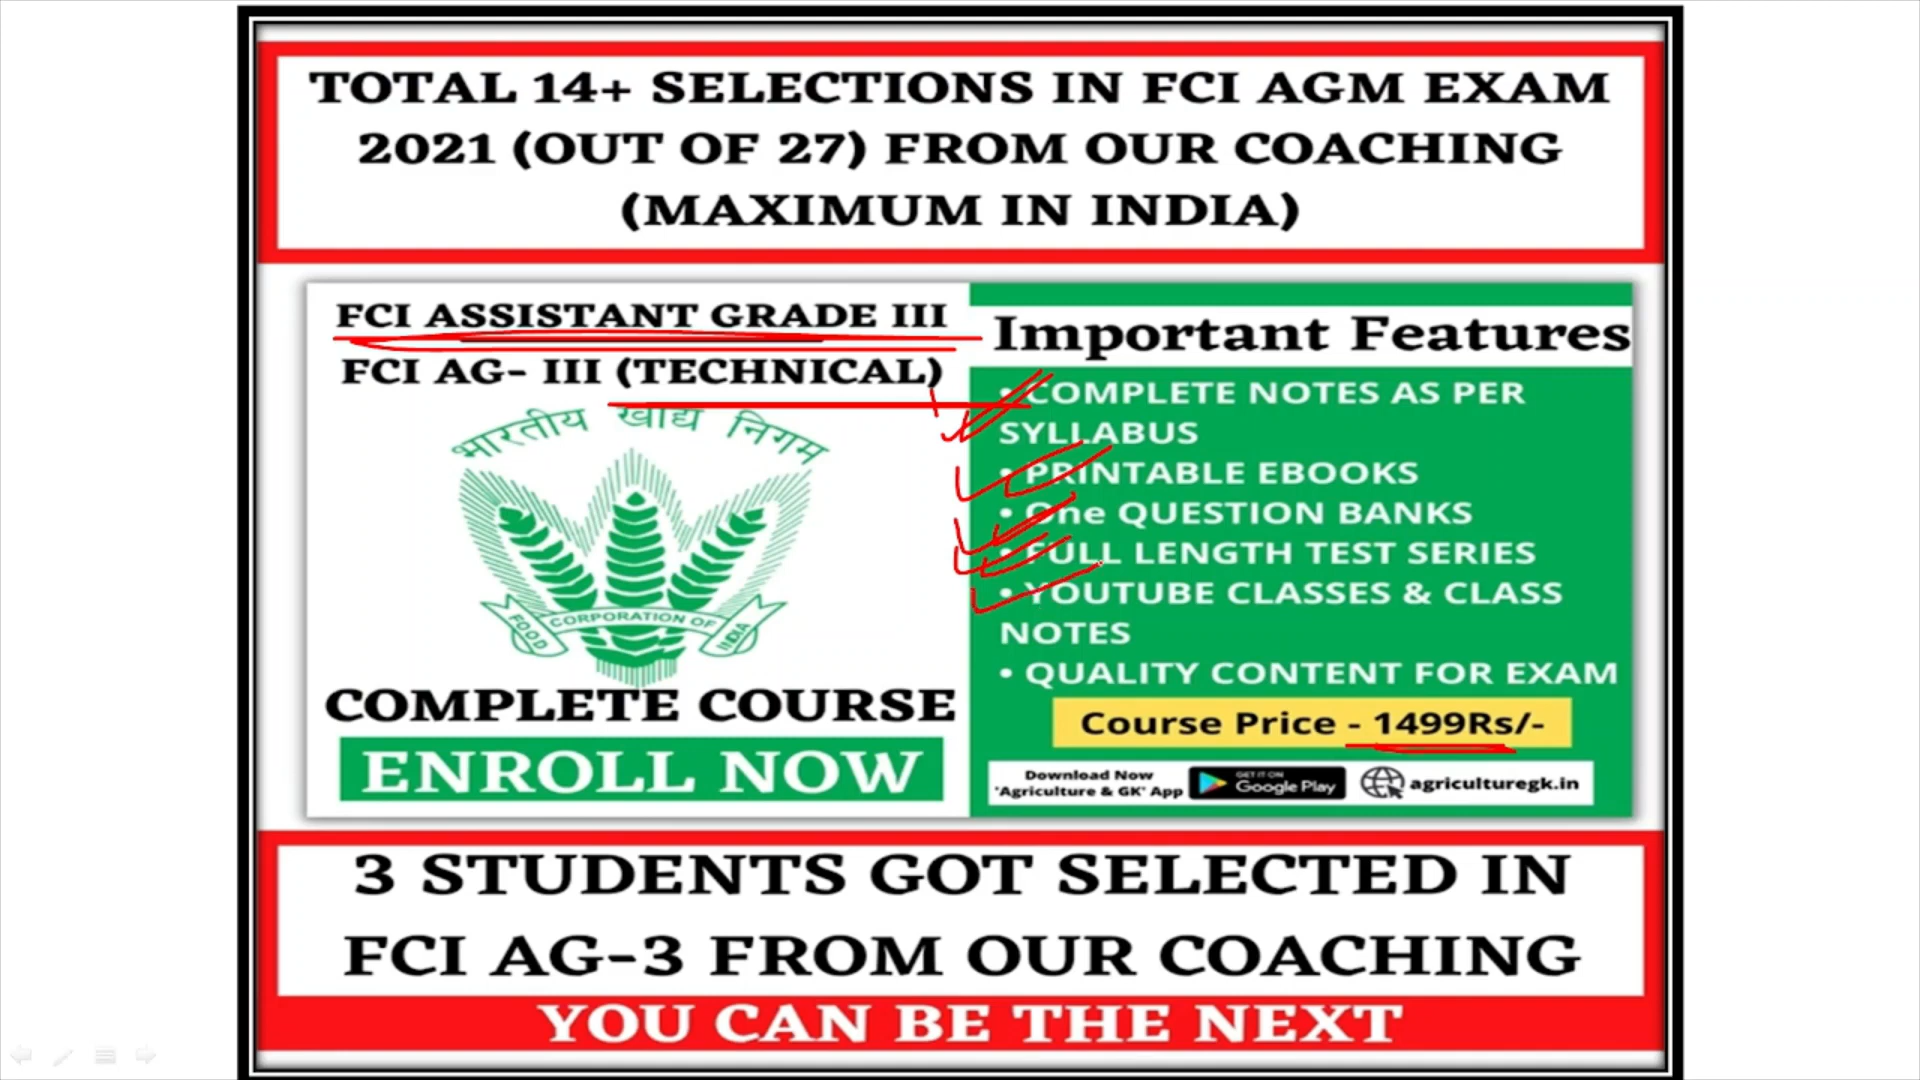 TOTAL 14+ SELECTIONS IN FCI AGM EXAM
2021 (OUT OF 27) FROM OUR COACHING
(MAXIMUM IN INDIA)
FCI ASSISTANT GRADE III
FCI AG- III (TECHNICAL)
भारतीय खाद्य निगम
FOOD CORPORATION OF INDIA
COMPLETE COURSE
ENROLL NOW
Important Features
• COMPLETE NOTES AS PER
SYLLABUS
• PRINTABLE EBOOKS
• One QUESTION BANKS
• FULL LENGTH TEST SERIES
• YOUTUBE CLASSES & CLASS
NOTES
• QUALITY CONTENT FOR EXAM
Course Price - 1499Rs/-
Download Now
'Agriculture & GK' App
GET IT ON
Google Play
agriculturegk.in
3 STUDENTS GOT SELECTED IN
FCI AG-3 FROM OUR COACHING
YOU CAN BE THE NEXT